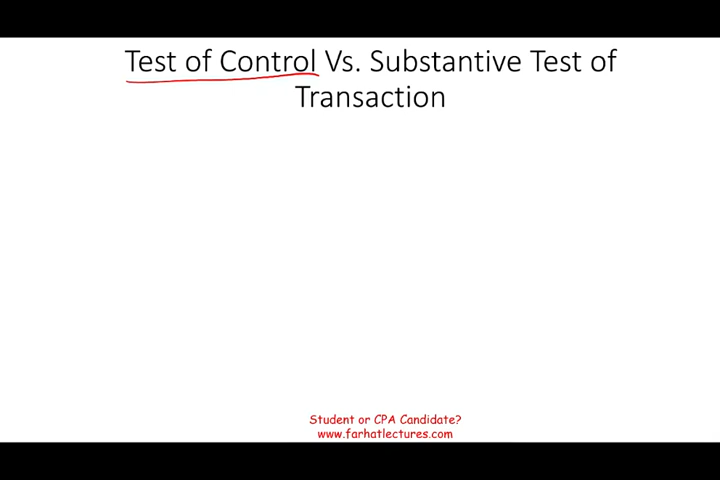 Test of Control Vs. Substantive Test of
Transaction
Student or CPA Candidate?
www.farhatlectures.com